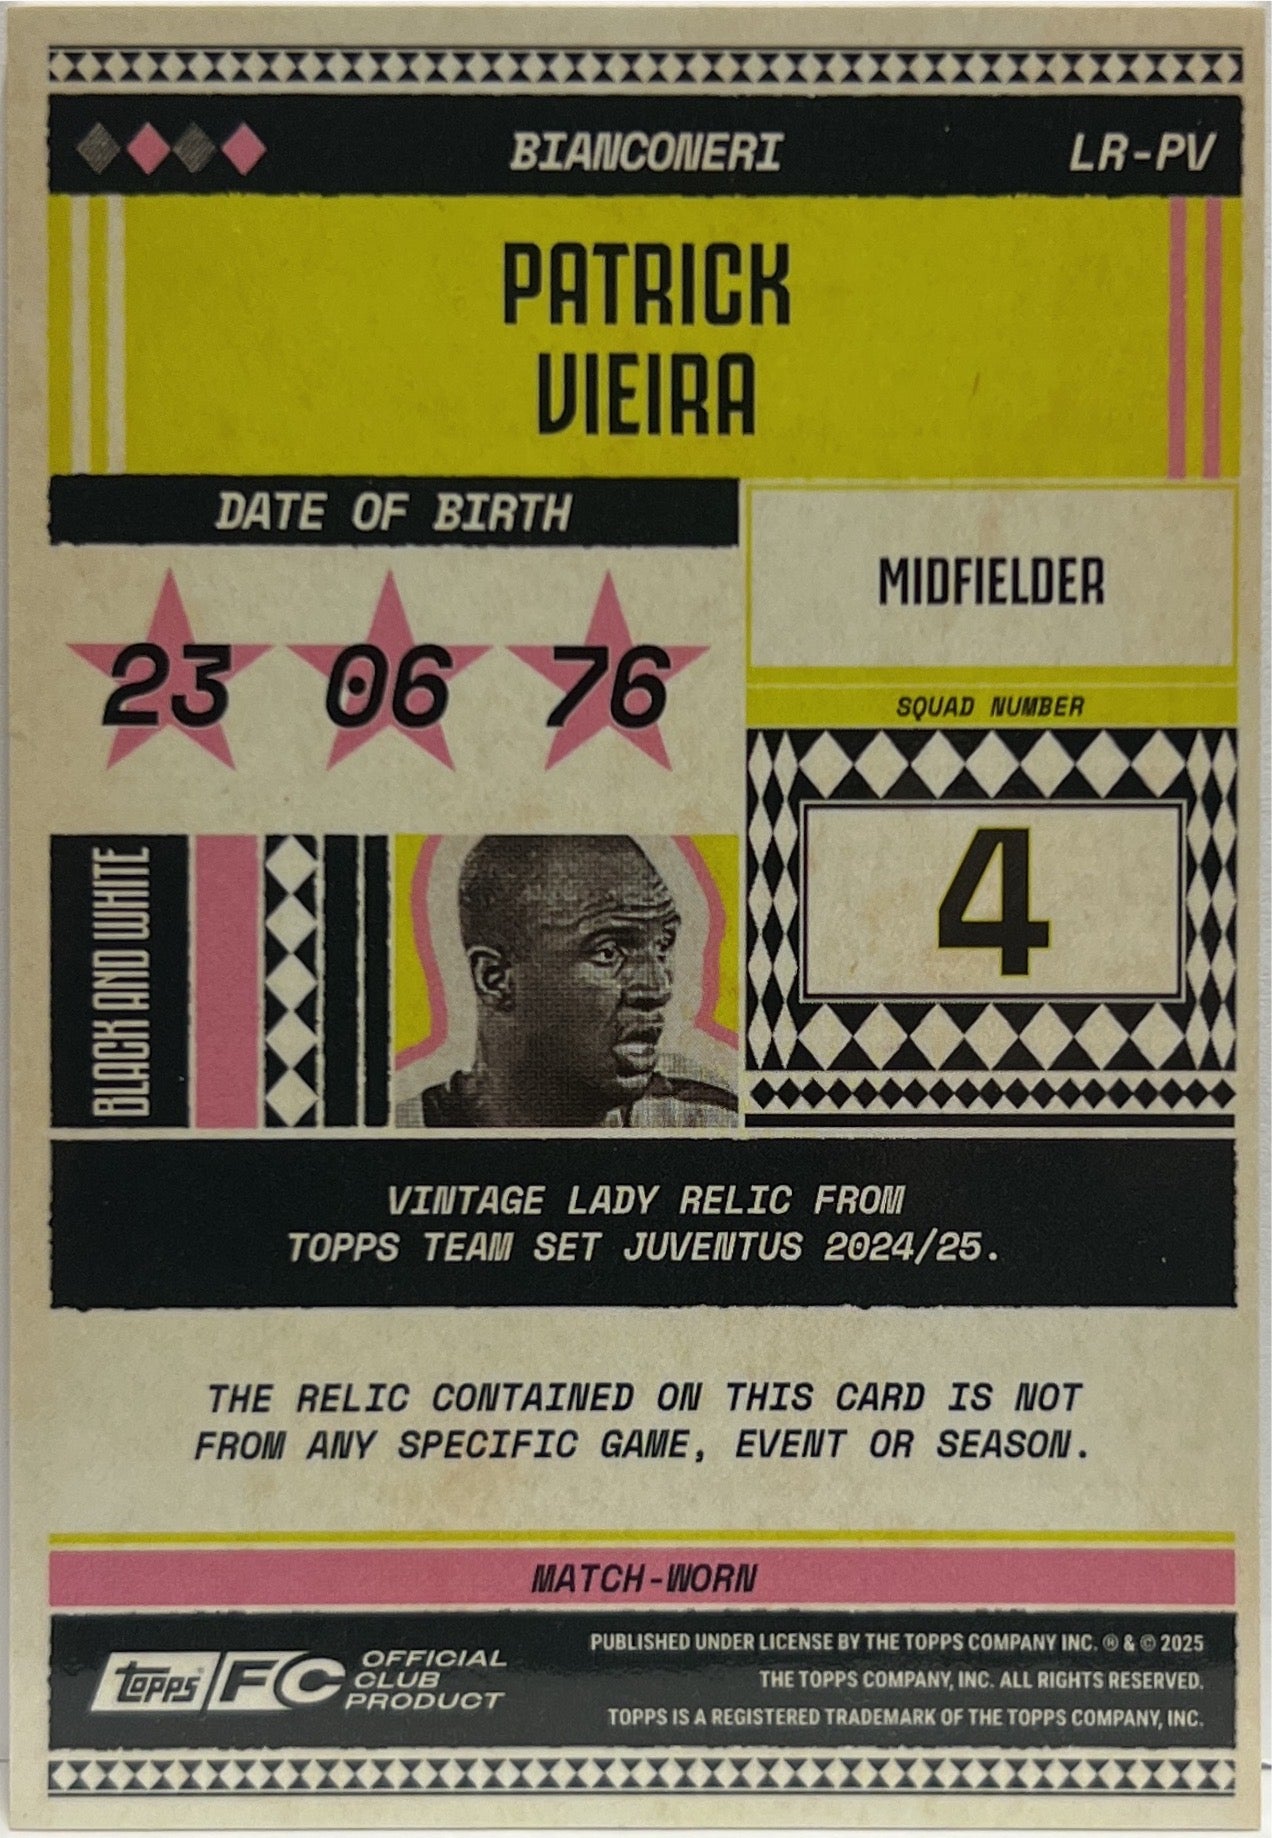 BIANCONERI
LR-PV
PATRICK
VIEIRA
DATE OF BIRTH
23 06 76
MIDFIELDER
SQUAD NUMBER
4
BLACK AND WHITE
VINTAGE LADY RELIC FROM
TOPPS TEAM SET JUVENTUS 2024/25.
THE RELIC CONTAINED ON THIS CARD IS NOT
FROM ANY SPECIFIC GAME, EVENT OR SEASON.
MATCH-WORN
topps FC
OFFICIAL
CLUB
PRODUCT
PUBLISHED UNDER LICENSE BY THE TOPPS COMPANY INC. ® & © 2025
THE TOPPS COMPANY, INC. ALL RIGHTS RESERVED.
TOPPS IS A REGISTERED TRADEMARK OF THE TOPPS COMPANY, INC.